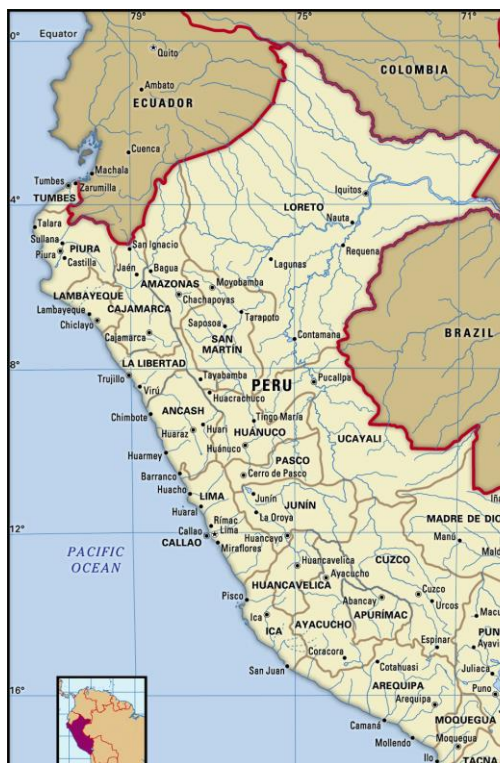 79°
75°
71°
Equator
0°
Quito
COLOMBIA
Ambato
ECUADOR
Cuenca
Machala
Tumbes
Zarumilla
TUMBES
Iquitos
4°
LORETO
Nauta
Talara
Sullana
San Ignacio
Requena
PIURA
Piura
Castilla
Jaén
Bagua
Lagunas
AMAZONAS
Moyobamba
LAMBAYEQUE
Chachapoyas
CAJAMARCA
Lambayeque
Tarapoto
Chiclayo
Saposoa
BRAZIL
Cajamarca
SAN
MARTÍN
Contamana
LA LIBERTAD
8°
Trujillo
Tayabamba
PERU
Pucallpa
Virú
Huacrachuco
Chimbote
ANCASH
Tingo María
Huaraz
Huari
HUÁNUCO
UCAYALI
Huánuco
Huarmey
PASCO
Barranco
Cerro de Pasco
Huacho
LIMA
Junín
JUNÍN
Huaral
La Oroya
MADRE DE DIO
Rímac
12°
Callao
Lima
Huancayo
Manú
CALLAO
Miraflores
PACIFIC
OCEAN
CUZCO
Huancavelica
Ayacucho
HUANCAVELICA
Cuzco
Pisco
Abancay
Urcos
APURÍMAC
Ica
AYACUCHO
ICA
Espinar
PUN
Coracora
Cotahuasi
Juliaca
San Juan
AREQUIPA
Puno
16°
Arequipa
Camaná
MOQUEGUA
Mollendo
Moquegua
Ilo
TACNA